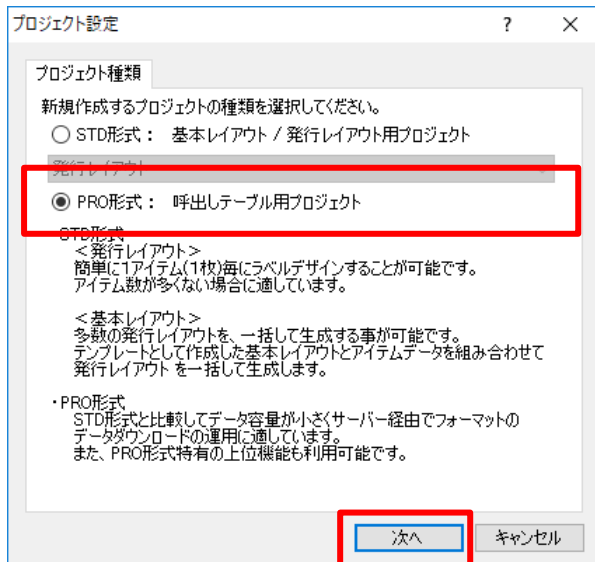 プロジェクト設定
?
プロジェクト種類
新規作成するプロジェクトの種類を選択してください。
STD形式： 基本レイアウト / 発行レイアウト用プロジェクト
発行レイアウト
PRO形式： 呼出しテーブル用プロジェクト
・STD形式
＜発行レイアウト＞
簡単に1アイテム(1枚)毎にラベルデザインすることが可能です。
アイテム数が多くない場合に適しています。
＜基本レイアウト＞
多数の発行レイアウトを、一括して生成する事が可能です。
テンプレートとして作成した基本レイアウトとアイテムデータを組み合わせて
発行レイアウト を一括して生成します。
・PRO形式
STD形式と比較してデータ容量が小さくサーバー経由でフォーマットの
データダウンロードの運用に適しています。
また、PRO形式特有の上位機能も利用可能です。
次へ
キャンセル